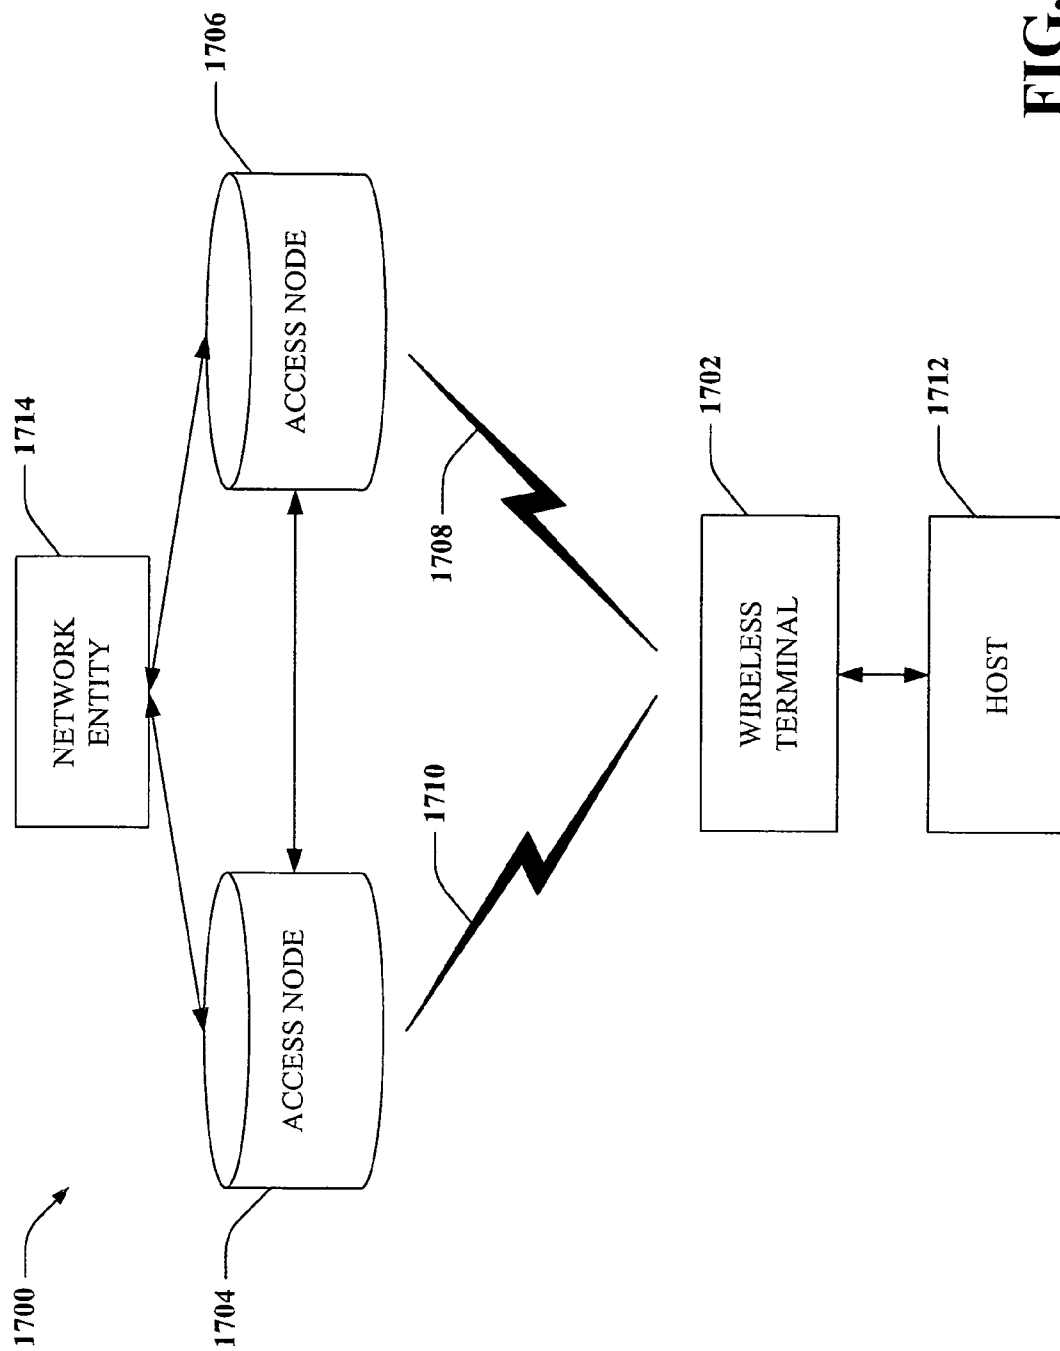 1700
1714
NETWORK
ENTITY
1704
ACCESS NODE
1706
ACCESS NODE
1710
1708
1702
WIRELESS
TERMINAL
1712
HOST
FIG.